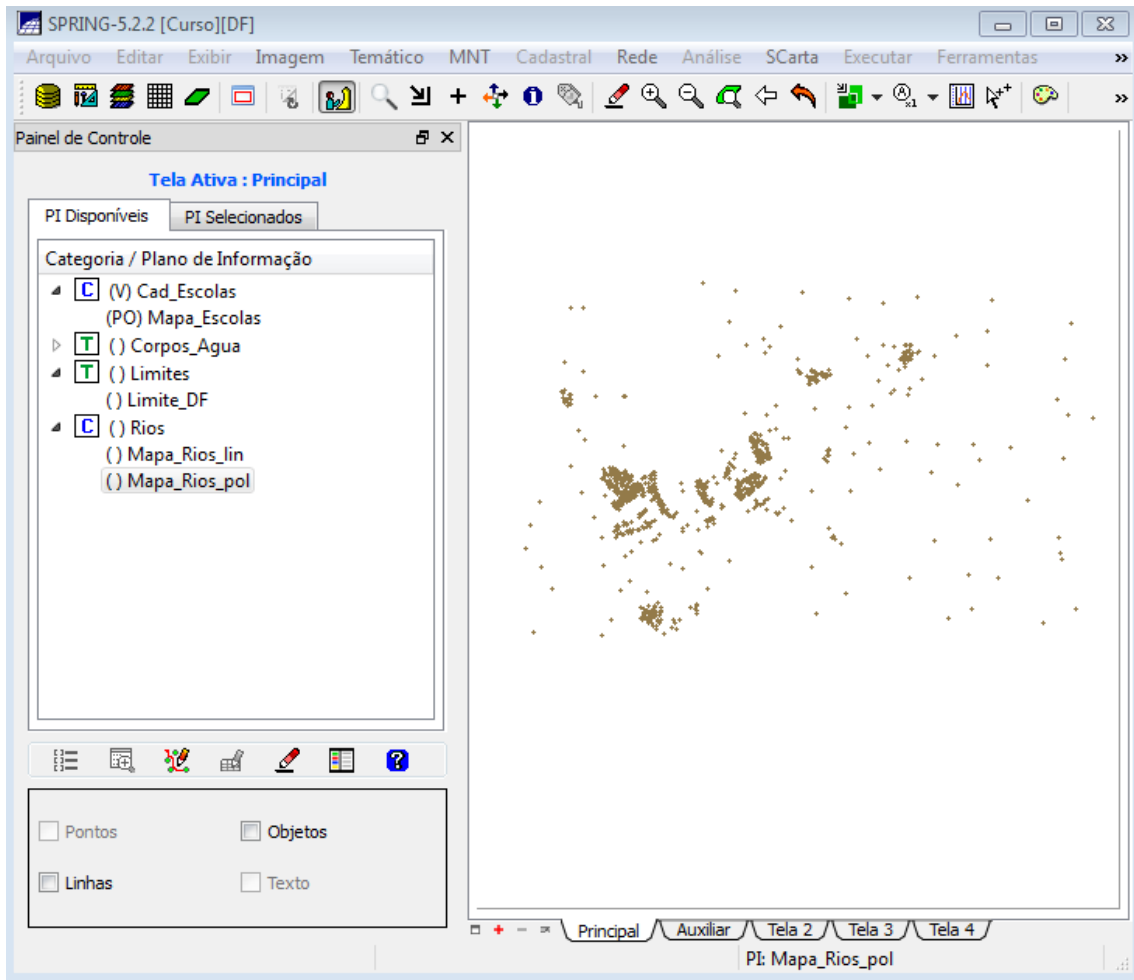 SPRING-5.2.2 [Curso][DF]
Arquivo Editar Exibir Imagem Temático MNT Cadastral Rede Análise SCarta Executar Ferramentas »
Painel de Controle
Tela Ativa : Principal
PI Disponíveis PI Selecionados
Categoria / Plano de Informação
C (V) Cad_Escolas
(PO) Mapa_Escolas
T ( ) Corpos_Agua
T ( ) Limites
( ) Limite_DF
C ( ) Rios
( ) Mapa_Rios_lin
( ) Mapa_Rios_pol
Pontos Objetos
Linhas Texto
Principal Auxiliar Tela 2 Tela 3 Tela 4
PI: Mapa_Rios_pol